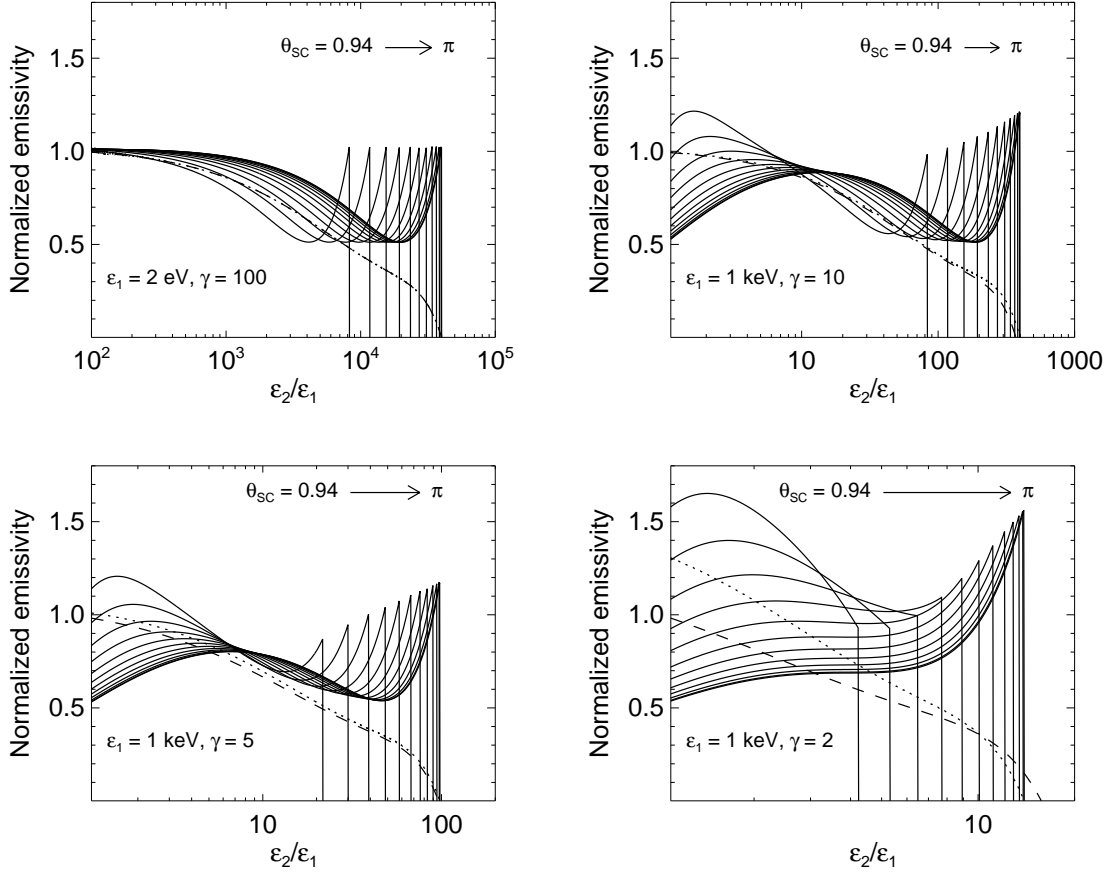 θSC = 0.94 → π
1.5
1.0
0.5
Normalized emissivity
ε1 = 2 eV, γ = 100
10^2 10^3 10^4 10^5
ε2/ε1
θSC = 0.94 → π
1.5
1.0
0.5
Normalized emissivity
ε1 = 1 keV, γ = 10
10 100 1000
ε2/ε1
θSC = 0.94 → π
1.5
1.0
0.5
Normalized emissivity
ε1 = 1 keV, γ = 5
10 100
ε2/ε1
θSC = 0.94 → π
1.5
1.0
0.5
Normalized emissivity
ε1 = 1 keV, γ = 2
10
ε2/ε1